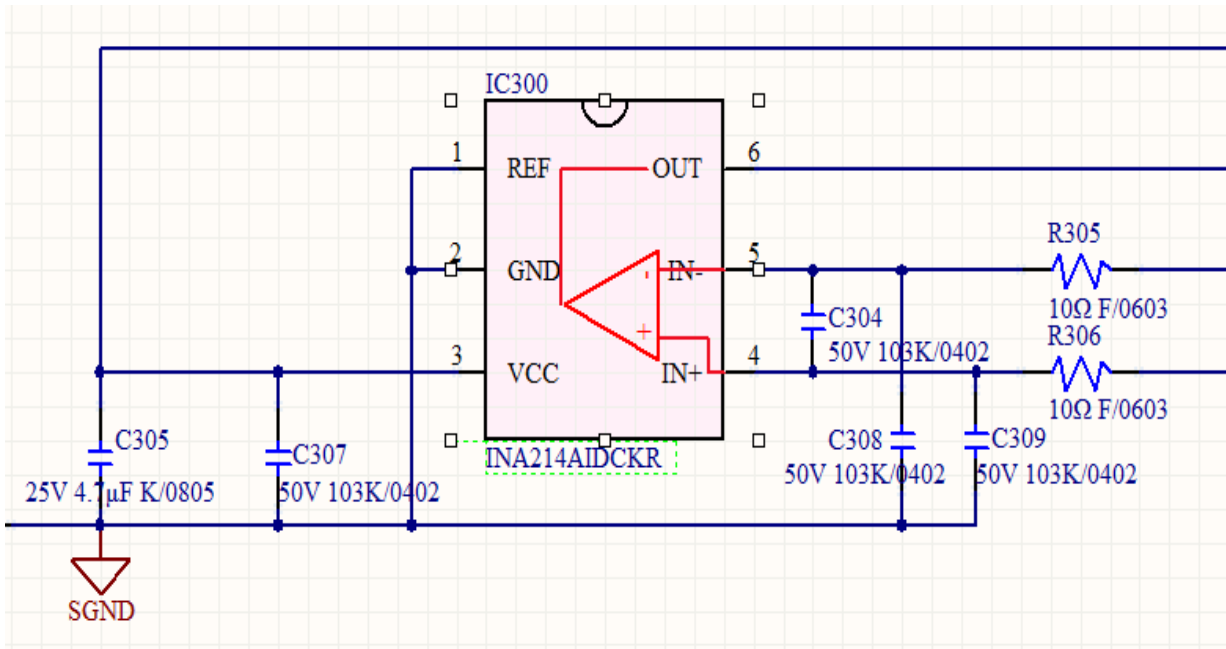 IC300
1 REF OUT 6
2 GND IN- 5
3 VCC IN+ 4
- 
+
INA214AIDCKR
R305
10Ω F/0603
R306
10Ω F/0603
C304
50V 103K/0402
C305
25V 4.7µF K/0805
C307
50V 103K/0402
C308
50V 103K/0402
C309
50V 103K/0402
SGND